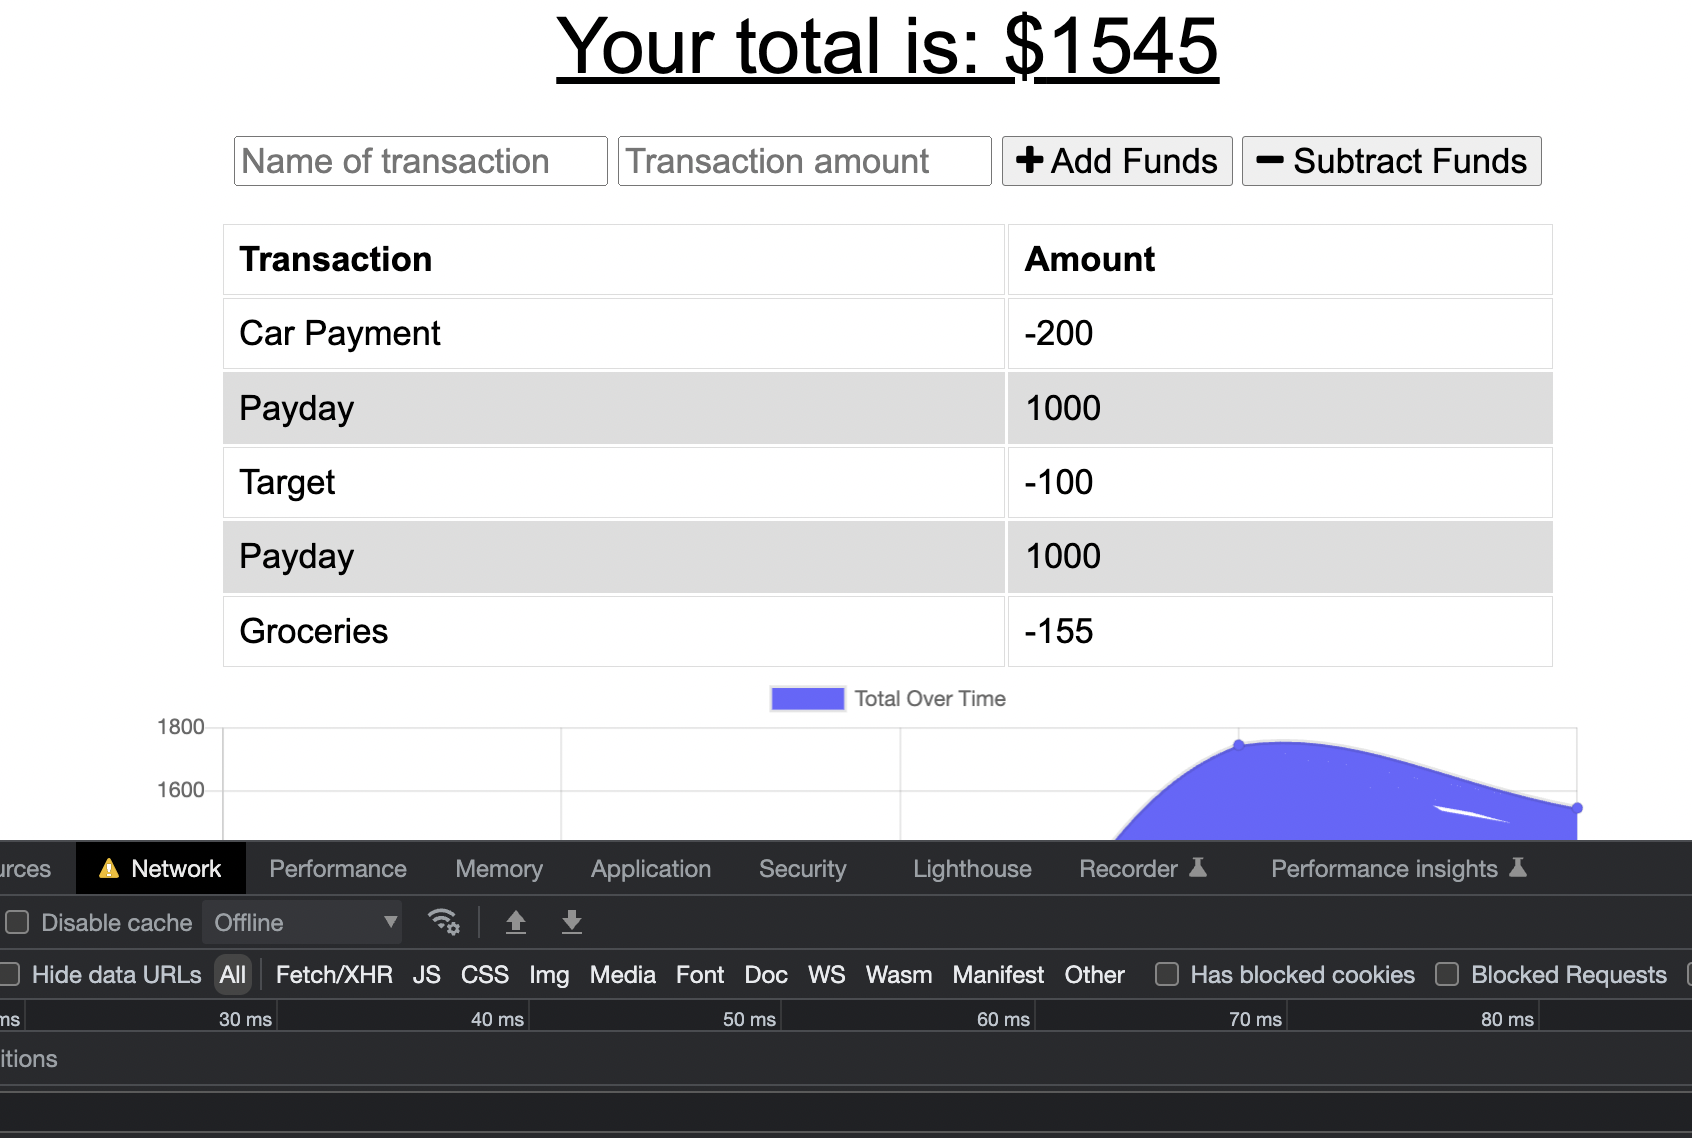 Your total is: $1545
Name of transaction Transaction amount Add Funds Subtract Funds
Transaction Amount
Car Payment -200
Payday 1000
Target -100
Payday 1000
Groceries -155
Total Over Time
1800
1600
urces Network Performance Memory Application Security Lighthouse Recorder Performance insights
Disable cache Offline
Hide data URLs All Fetch/XHR JS CSS Img Media Font Doc WS Wasm Manifest Other Has blocked cookies Blocked Requests
ms 30 ms 40 ms 50 ms 60 ms 70 ms 80 ms
itions